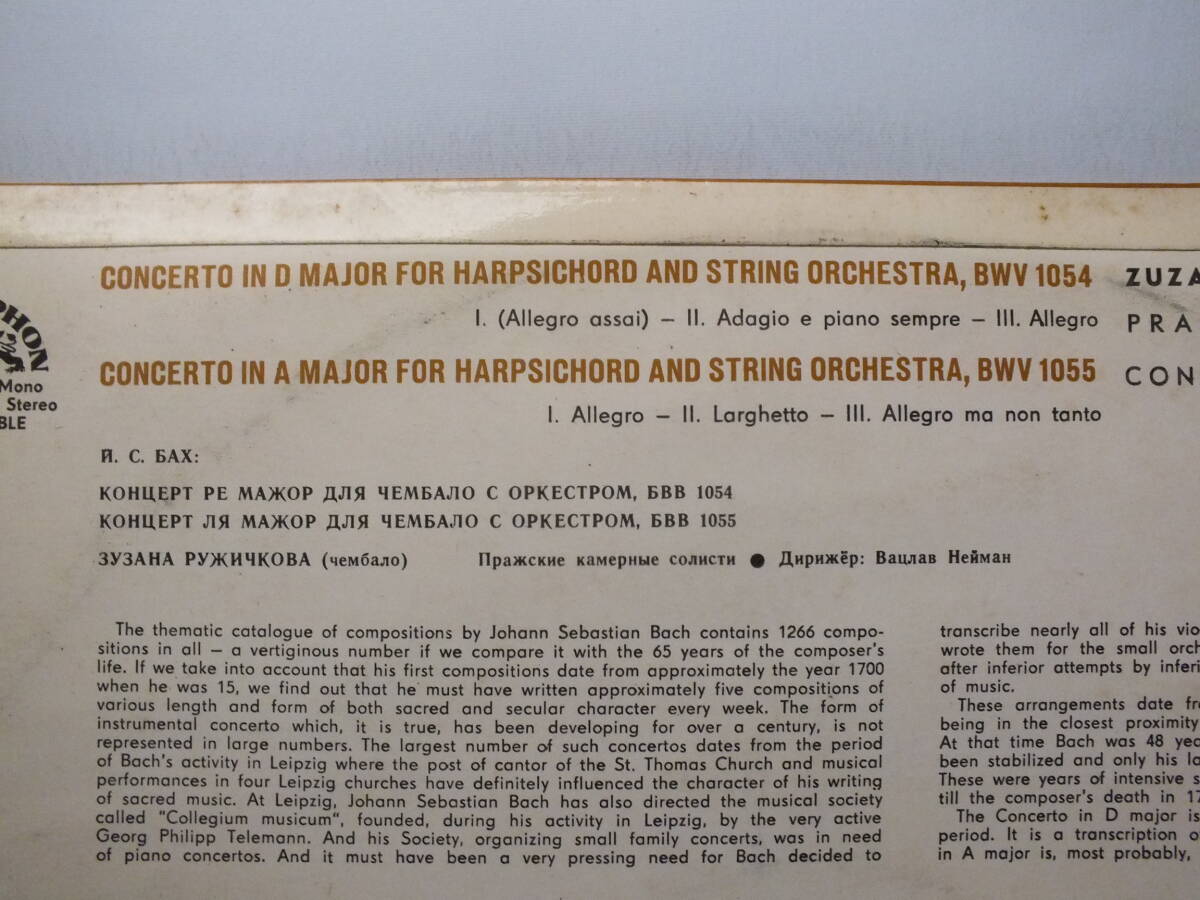 CONCERTO IN D MAJOR FOR HARPSICHORD AND STRING ORCHESTRA, BWV 1054
I. (Allegro assai) – II. Adagio e piano sempre – III. Allegro
CONCERTO IN A MAJOR FOR HARPSICHORD AND STRING ORCHESTRA, BWV 1055
I. Allegro – II. Larghetto – III. Allegro ma non tanto
ZUZA
PRA
CON
PHON
Mono
Stereo
BLE
Й. С. БАХ:
КОНЦЕРТ РЕ МАЖОР ДЛЯ ЧЕМБАЛО С ОРКЕСТРОМ, БВВ 1054
КОНЦЕРТ ЛЯ МАЖОР ДЛЯ ЧЕМБАЛО С ОРКЕСТРОМ, БВВ 1055
ЗУЗАНА РУЖИЧКОВА (чембало) Пражские камерные солисти ● Дирижёр: Вацлав Нейман
The thematic catalogue of compositions by Johann Sebastian Bach contains 1266 compo-
sitions in all – a vertiginous number if we compare it with the 65 years of the composer's
life. If we take into account that his first compositions date from approximately the year 1700
when he was 15, we find out that he must have written approximately five compositions of
various length and form of both sacred and secular character every week. The form of
instrumental concerto which, it is true, has been developing for over a century, is not
represented in large numbers. The largest number of such concertos dates from the period
of Bach's activity in Leipzig where the post of cantor of the St. Thomas Church and musical
performances in four Leipzig churches have definitely influenced the character of his writing
of sacred music. At Leipzig, Johann Sebastian Bach has also directed the musical society
called "Collegium musicum", founded, during his activity in Leipzig, by the very active
Georg Philipp Telemann. And his Society, organizing small family concerts, was in need
of piano concertos. And it must have been a very pressing need for Bach decided to
transcribe nearly all of his vio
wrote them for the small orch
after inferior attempts by inferi
of music.
These arrangements date fr
being in the closest proximity
At that time Bach was 48 yea
been stabilized and only his la
These were years of intensive s
till the composer's death in 17
The Concerto in D major is
period. It is a transcription o
in A major is, most probably,